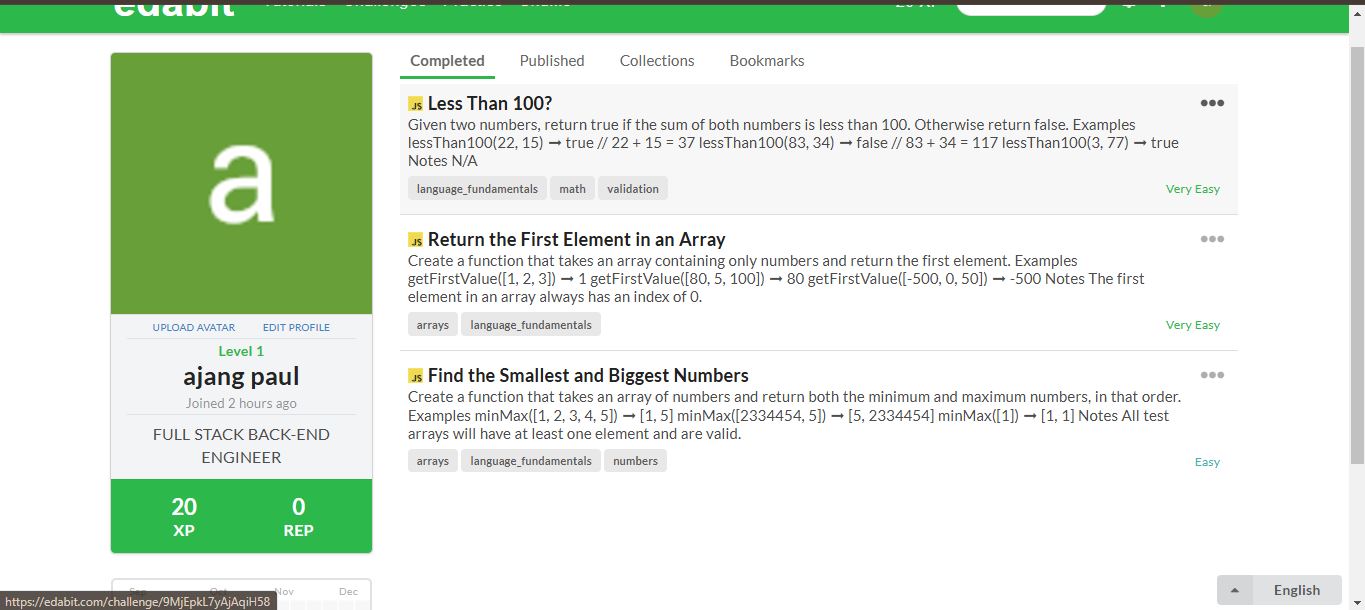 edabit
UPLOAD AVATAR EDIT PROFILE
Level 1
ajang paul
Joined 2 hours ago
FULL STACK BACK-END
ENGINEER
20 0
XP REP
Sep Oct Nov Dec
Completed Published Collections Bookmarks
JS Less Than 100?
Given two numbers, return true if the sum of both numbers is less than 100. Otherwise return false. Examples
lessThan100(22, 15) ➞ true // 22 + 15 = 37 lessThan100(83, 34) ➞ false // 83 + 34 = 117 lessThan100(3, 77) ➞ true
Notes N/A
language_fundamentals math validation Very Easy
JS Return the First Element in an Array
Create a function that takes an array containing only numbers and return the first element. Examples
getFirstValue([1, 2, 3]) ➞ 1 getFirstValue([80, 5, 100]) ➞ 80 getFirstValue([-500, 0, 50]) ➞ -500 Notes The first
element in an array always has an index of 0.
arrays language_fundamentals Very Easy
JS Find the Smallest and Biggest Numbers
Create a function that takes an array of numbers and return both the minimum and maximum numbers, in that order.
Examples minMax([1, 2, 3, 4, 5]) ➞ [1, 5] minMax([2334454, 5]) ➞ [5, 2334454] minMax([1]) ➞ [1, 1] Notes All test
arrays will have at least one element and are valid.
arrays language_fundamentals numbers Easy
https://edabit.com/challenge/9MjEpkL7yAjAqiH58
English